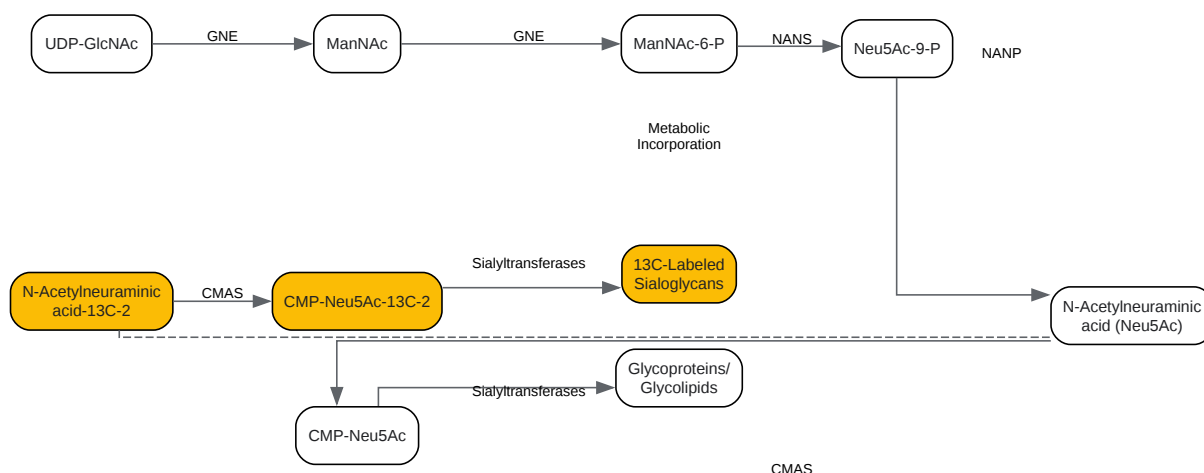 UDP-GlcNAc
GNE
ManNAc
GNE
ManNAc-6-P
NANS
Neu5Ac-9-P
NANP
Metabolic
Incorporation
N-Acetylneuraminic
acid-13C-2
CMAS
CMP-Neu5Ac-13C-2
Sialyltransferases
13C-Labeled
Sialoglycans
N-Acetylneuraminic
acid (Neu5Ac)
CMP-Neu5Ac
Sialyltransferases
Glycoproteins/
Glycolipids
CMAS